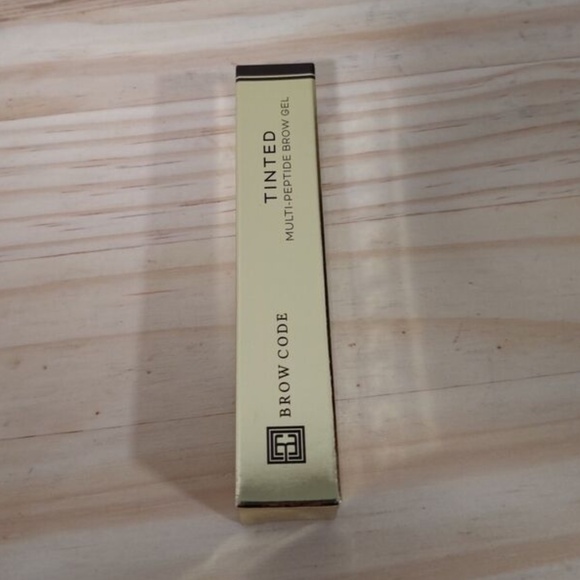 TINTED
MULTI-PEPTIDE BROW GEL
BROW CODE